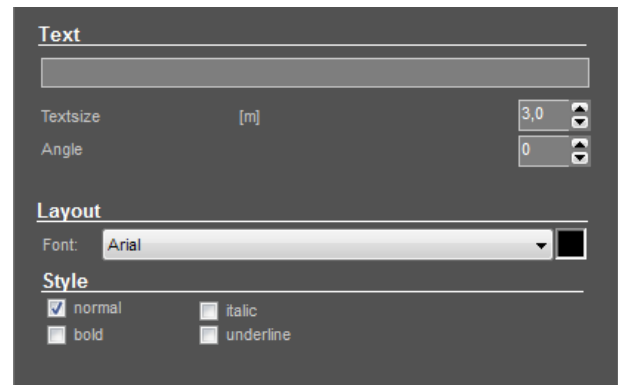 Text
Textsize [m] 3,0
Angle 0
Layout
Font: Arial
Style
normal italic
bold underline